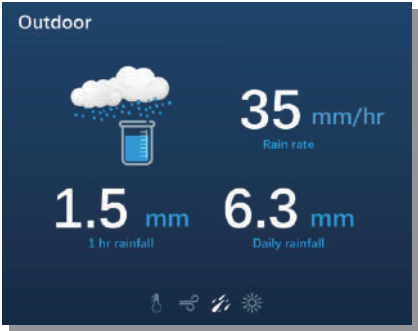 Outdoor
35 mm/hr
Rain rate
1.5 mm
1 hr rainfall
6.3 mm
Daily rainfall